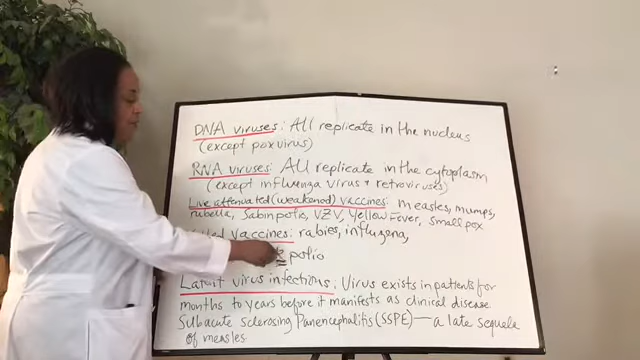 DNA viruses: All replicate in the nucleus
(except poxvirus)
RNA viruses: All replicate in the cytoplasm
(except influenza virus + retroviruses)
Live attenuated (weakened) vaccines: measles, mumps,
rubella, Sabin polio, VZV, Yellow Fever, small pox
vaccines: rabies, influenza,
polio
Latent virus infections: Virus exists in patients for
months to years before it manifests as clinical disease
Subacute Sclerosing Panencephalitis (SSPE) — a late sequela
of measles